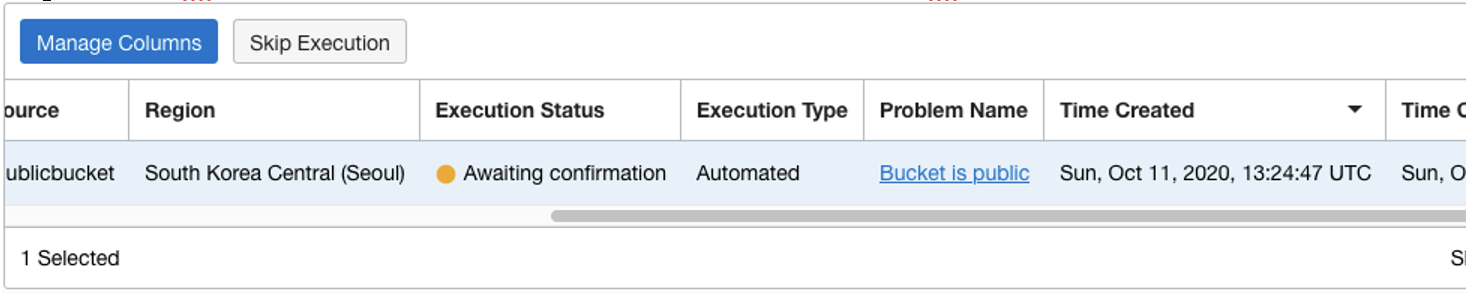 Manage Columns Skip Execution
ource Region Execution Status Execution Type Problem Name Time Created Time C
ublicbucket South Korea Central (Seoul) Awaiting confirmation Automated Bucket is public Sun, Oct 11, 2020, 13:24:47 UTC Sun, O
1 Selected